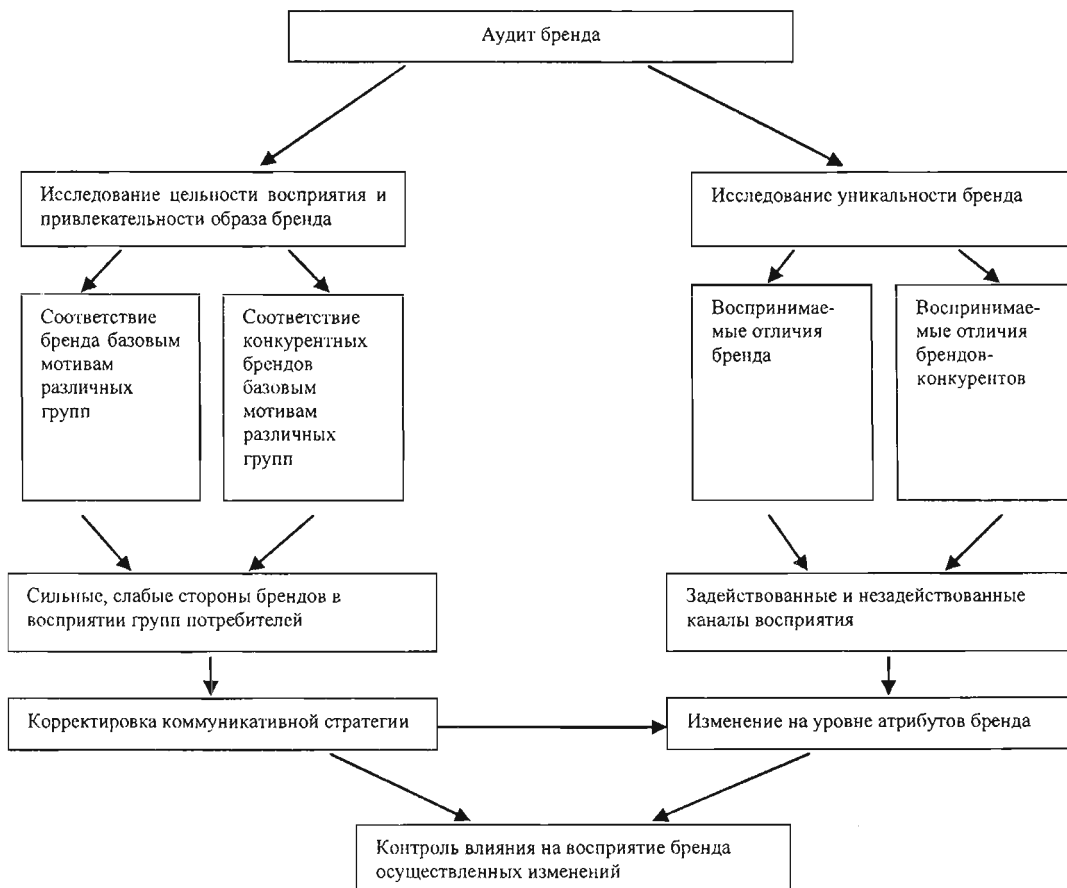 Аудит бренда
Исследование цельности восприятия и
привлекательности образа бренда
Исследование уникальности бренда
Соответствие
бренда базовым
мотивам
различных
групп
Соответствие
конкурентных
брендов
базовым
мотивам
различных
групп
Воспринимае-
мые отличия
бренда
Воспринимае-
мые отличия
брендов-
конкурентов
Сильные, слабые стороны брендов в
восприятии групп потребителей
Задействованные и незадействованные
каналы восприятия
Корректировка коммуникативной стратегии
Изменение на уровне атрибутов бренда
Контроль влияния на восприятие бренда
осуществленных изменений